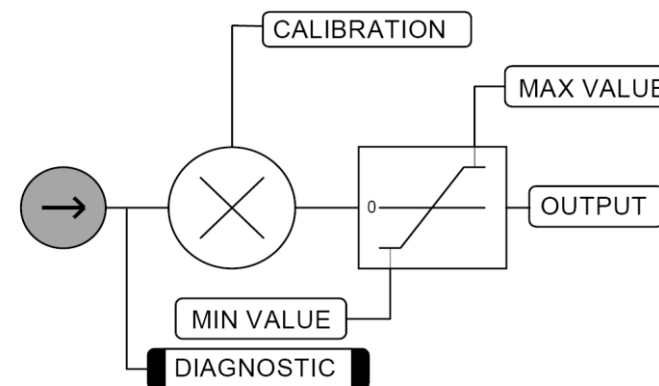 CALIBRATION
MAX VALUE
0
OUTPUT
MIN VALUE
DIAGNOSTIC